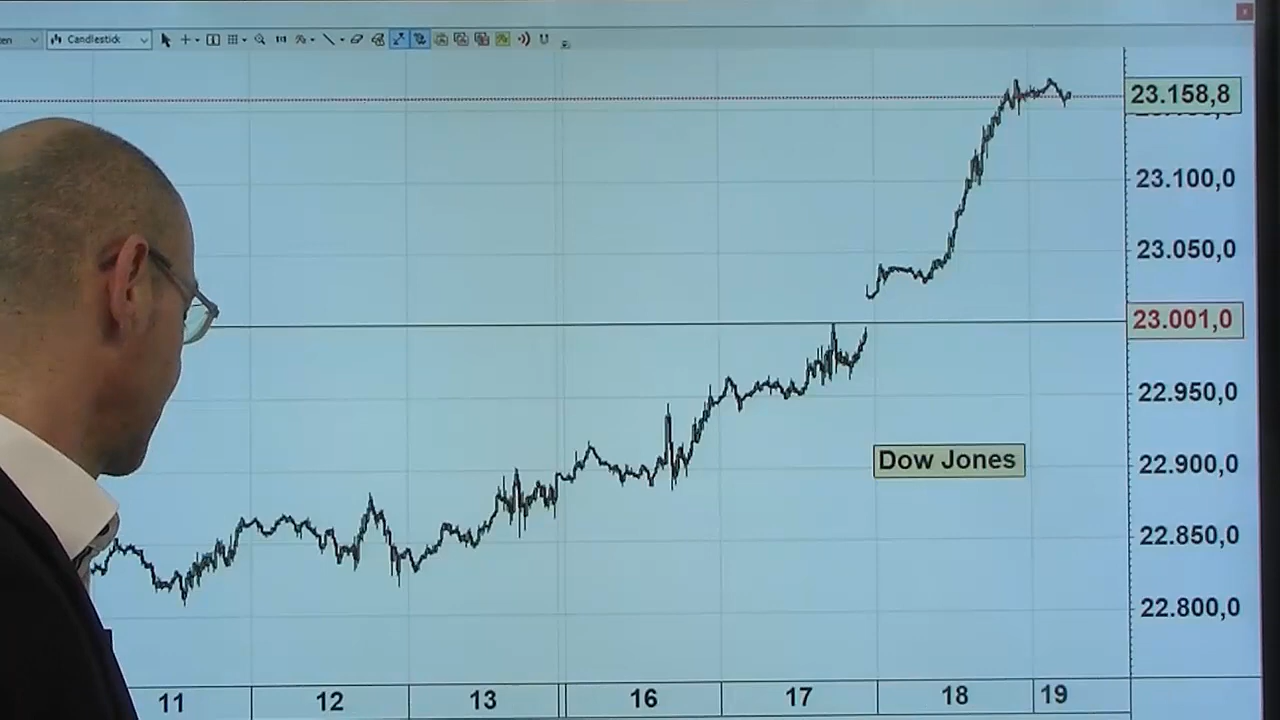 en
Candlestick
23.158,8
23.100,0
23.050,0
23.001,0
22.950,0
22.900,0
Dow Jones
22.850,0
22.800,0
11 12 13 16 17 18 19